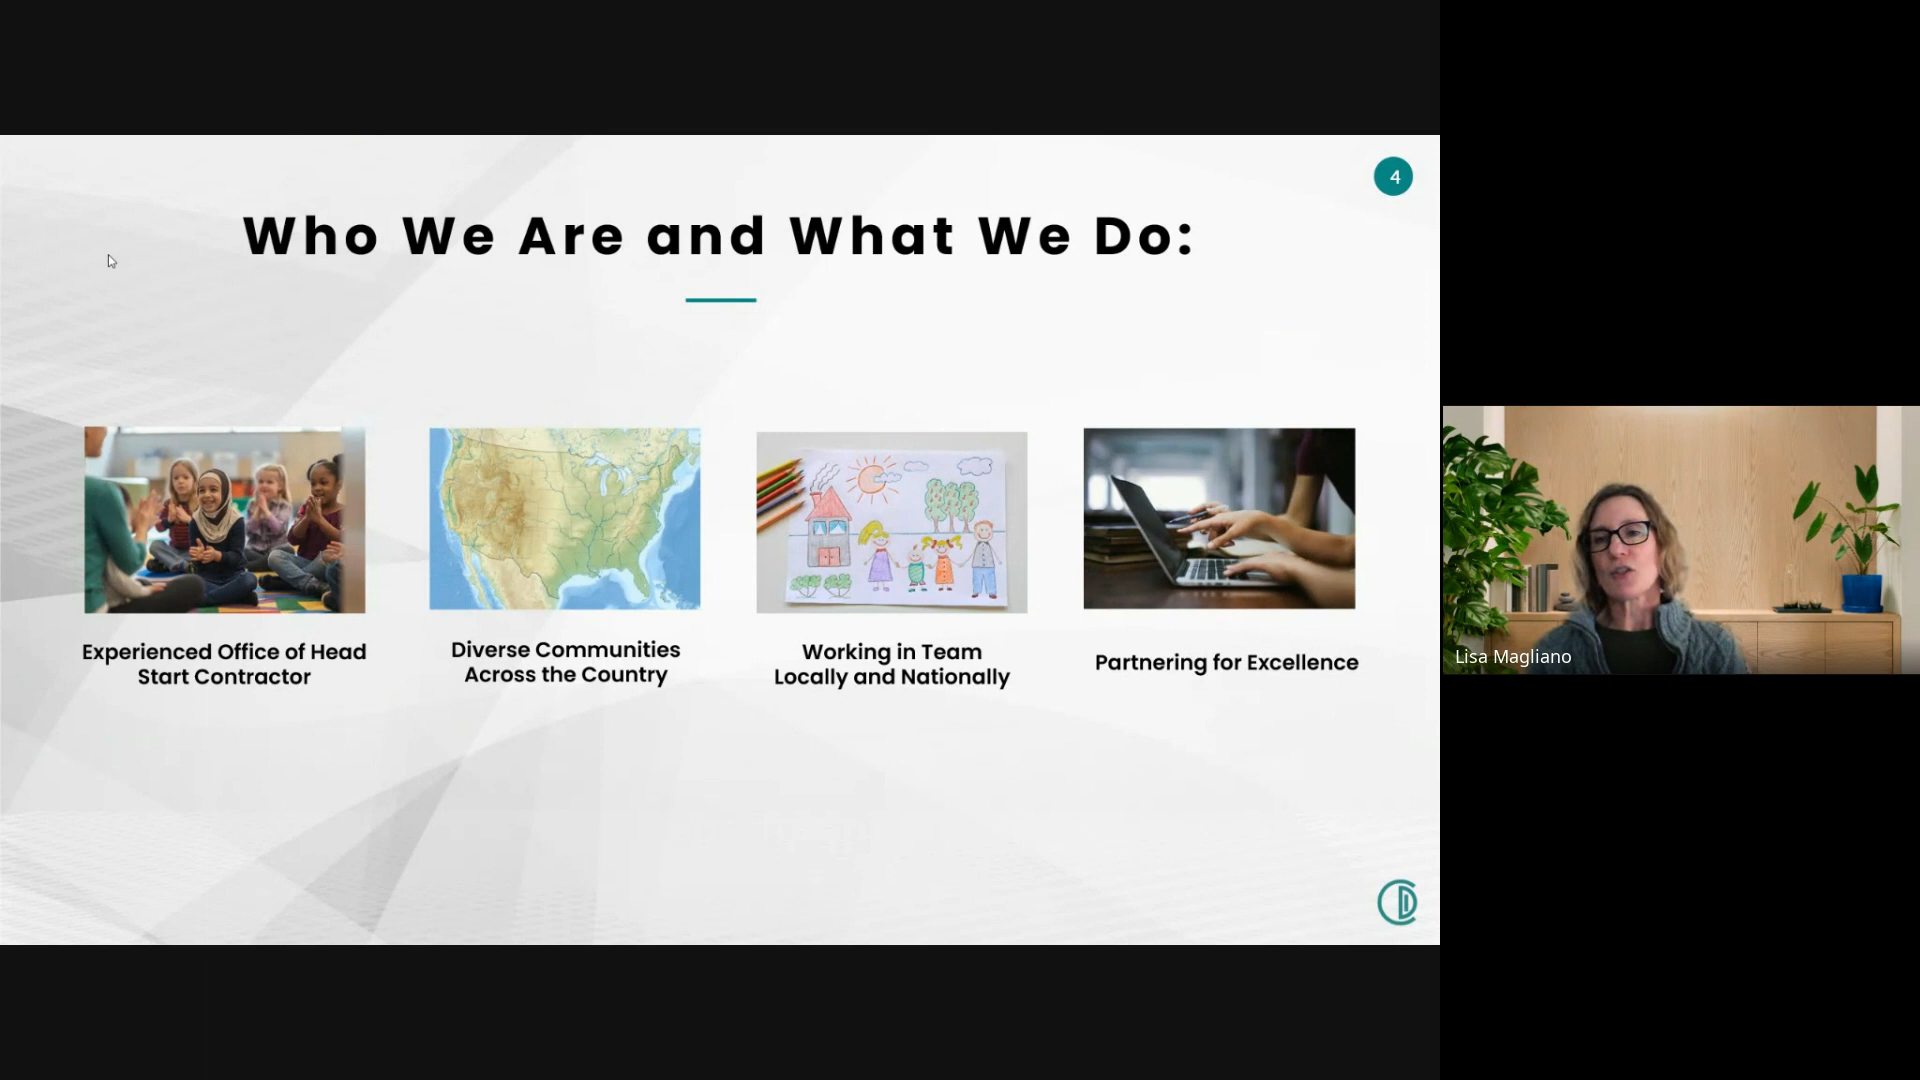 4
Who We Are and What We Do:
Experienced Office of Head
Start Contractor
Diverse Communities
Across the Country
Working in Team
Locally and Nationally
Partnering for Excellence
Lisa Magliano